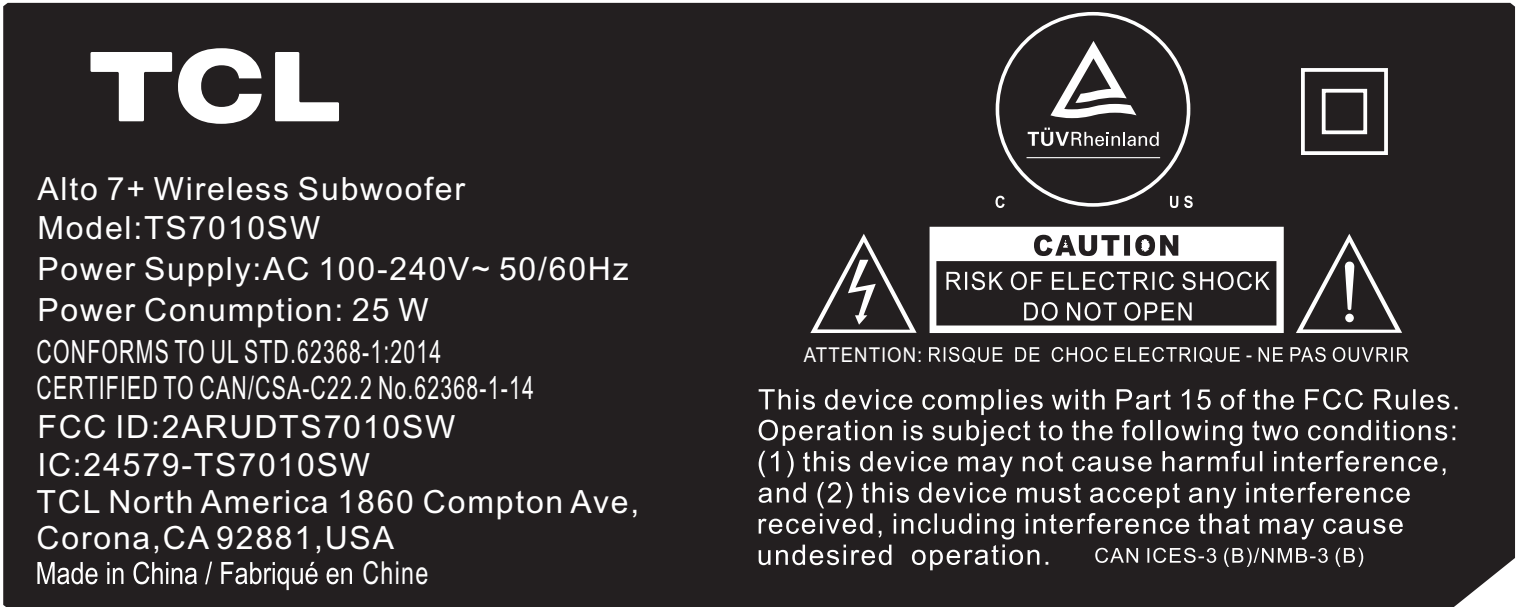 TCL
Alto 7+ Wireless Subwoofer
Model:TS7010SW
Power Supply:AC 100-240V~ 50/60Hz
Power Conumption: 25 W
CONFORMS TO UL STD.62368-1:2014
CERTIFIED TO CAN/CSA-C22.2 No.62368-1-14
FCC ID:2ARUDTS7010SW
IC:24579-TS7010SW
TCL North America 1860 Compton Ave,
Corona,CA 92881,USA
Made in China / Fabriqué en Chine
TÜVRheinland
C US
CAUTION
RISK OF ELECTRIC SHOCK
DO NOT OPEN
ATTENTION: RISQUE DE CHOC ELECTRIQUE - NE PAS OUVRIR
This device complies with Part 15 of the FCC Rules.
Operation is subject to the following two conditions:
(1) this device may not cause harmful interference,
and (2) this device must accept any interference
received, including interference that may cause
undesired operation. CAN ICES-3 (B)/NMB-3 (B)